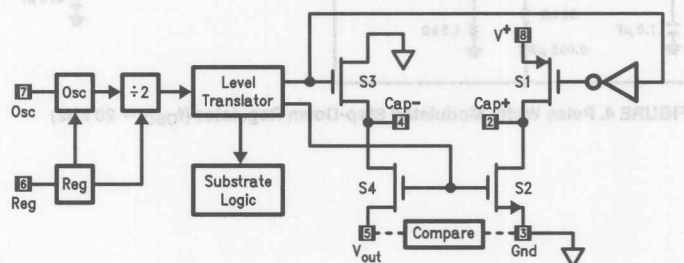 V+
8
S3
S1
7
Osc
Osc
÷2
Level
Translator
Cap-
4
Cap+
2
6
Reg
Reg
Substrate
Logic
S4
S2
5
Vout
Compare
3
Gnd